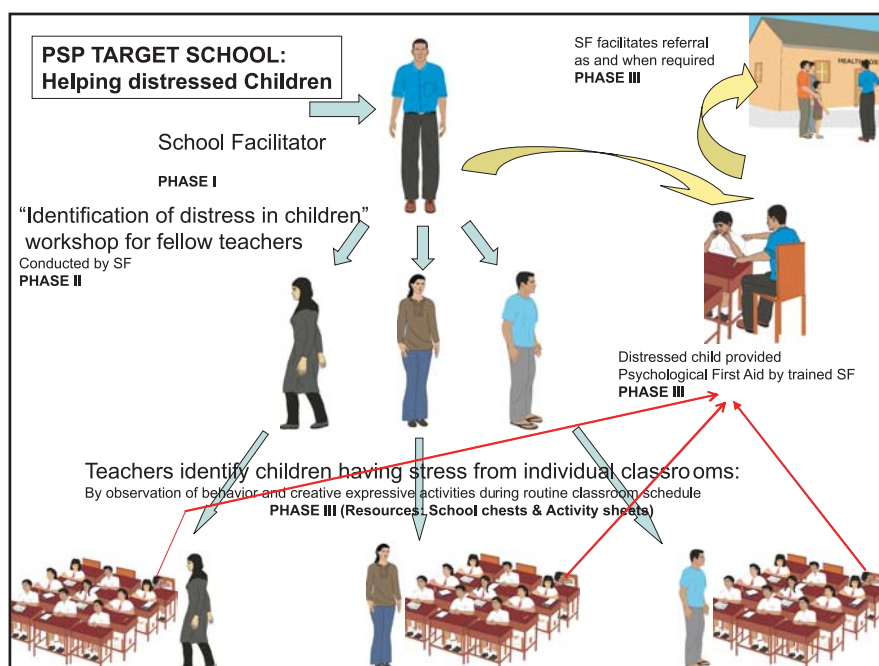 PSP TARGET SCHOOL:
Helping distressed Children
SF facilitates referral
as and when required
PHASE III
School Facilitator
PHASE I
“Identification of distress in children”
workshop for fellow teachers
Conducted by SF
PHASE II
Distressed child provided
Psychological First Aid by trained SF
PHASE III
Teachers identify children having stress from individual classrooms:
By observation of behavior and creative expressive activities during routine classroom schedule
PHASE III (Resources: School chests & Activity sheets)